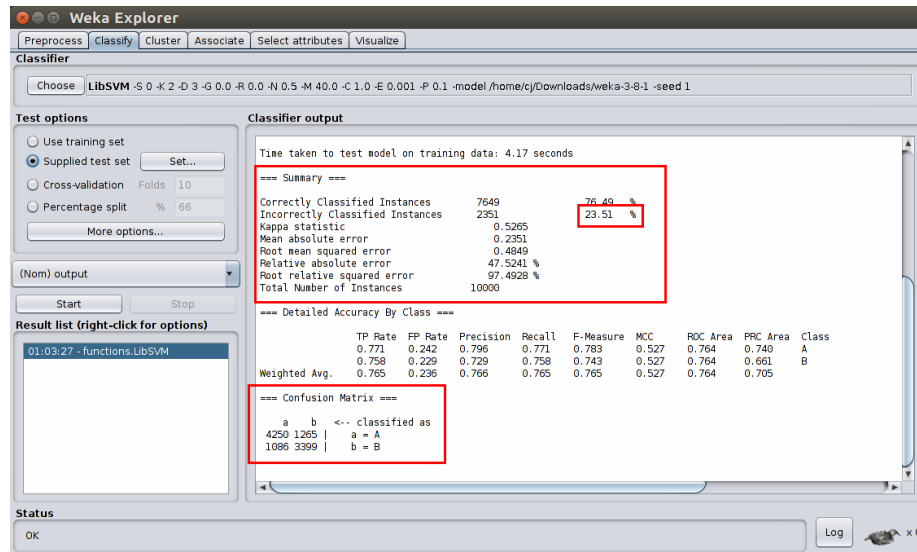 Weka Explorer
Preprocess Classify Cluster Associate Select attributes Visualize
Classifier
Choose LibSVM -S 0 -K 2 -D 3 -G 0.0 -R 0.0 -N 0.5 -M 40.0 -C 1.0 -E 0.001 -P 0.1 -model /home/cj/Downloads/weka-3-8-1 -seed 1
Test options
Use training set
Supplied test set Set...
Cross-validation Folds 10
Percentage split % 66
More options...
(Nom) output
Start Stop
Result list (right-click for options)
01:03:27 - functions.LibSVM
Classifier output
Time taken to test model on training data: 4.17 seconds
=== Summary ===
Correctly Classified Instances 7649 76.49 %
Incorrectly Classified Instances 2351 23.51 %
Kappa statistic 0.5265
Mean absolute error 0.2351
Root mean squared error 0.4849
Relative absolute error 47.5241 %
Root relative squared error 97.4928 %
Total Number of Instances 10000
=== Detailed Accuracy By Class ===
TP Rate FP Rate Precision Recall F-Measure MCC ROC Area PRC Area Class
0.771 0.242 0.796 0.771 0.783 0.527 0.764 0.740 A
0.758 0.229 0.729 0.758 0.743 0.527 0.764 0.661 B
Weighted Avg. 0.765 0.236 0.766 0.765 0.765 0.527 0.764 0.705
=== Confusion Matrix ===
a b <-- classified as
4250 1265 | a = A
1086 3399 | b = B
Status
OK
Log